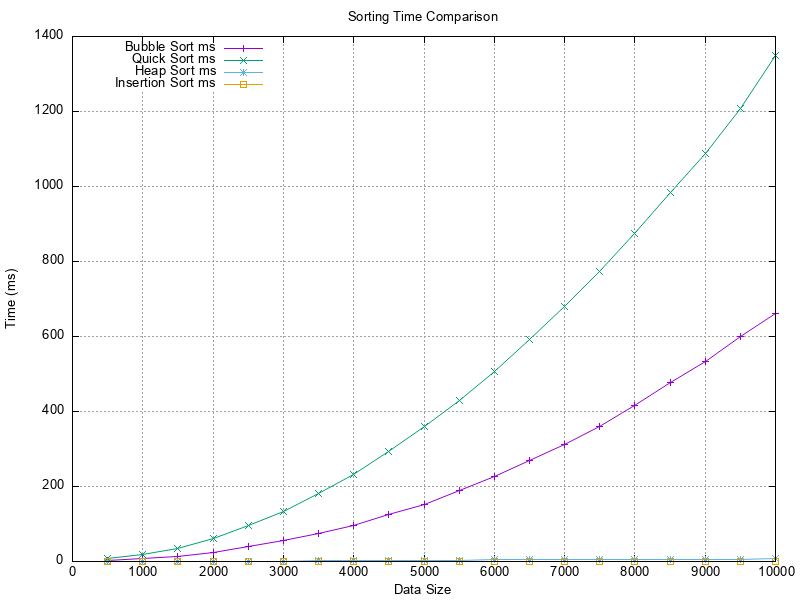 Sorting Time Comparison
1400
1200
1000
800
600
400
200
0
Time (ms)
Bubble Sort ms
Quick Sort ms
Heap Sort ms
Insertion Sort ms
0 1000 2000 3000 4000 5000 6000 7000 8000 9000 10000
Data Size